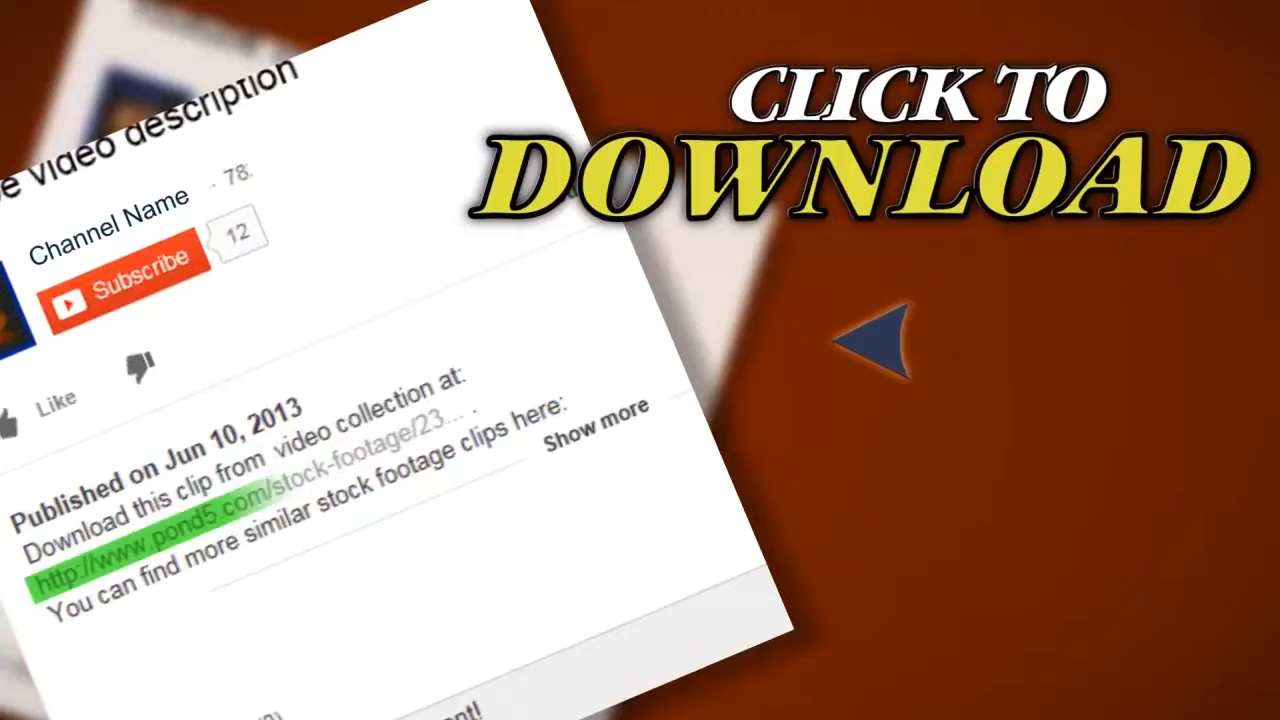 CLICK TO
DOWNLOAD
video description
Channel Name
78
Subscribe
12
Like
Published on Jun 10, 2013
Download this clip from video collection at:
http://www.pond5.com/stock-footage/23...
You can find more similar stock footage clips here:
Show more